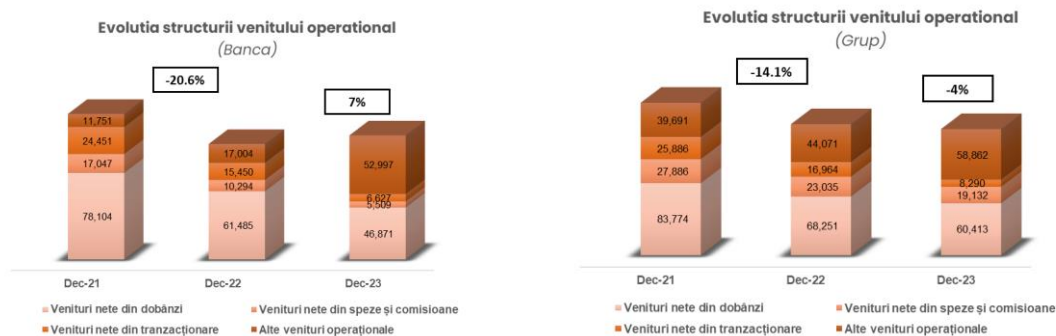 Evolutia structurii venitului operational
(Banca)
-20.6%
7%
11,751
24,451
17,047
78,104
17,004
15,450
10,294
61,485
52,997
6,627
5,509
46,871
Dec-21
Dec-22
Dec-23
Venituri nete din dobânzi
Venituri nete din speze și comisioane
Venituri nete din tranzacționare
Alte venituri operaționale
Evolutia structurii venitului operational
(Grup)
-14.1%
-4%
39,691
25,886
27,886
83,774
44,071
16,964
23,035
68,251
58,862
8,290
19,132
60,413
Dec-21
Dec-22
Dec-23
Venituri nete din dobânzi
Venituri nete din speze și comisioane
Venituri nete din tranzacționare
Alte venituri operaționale